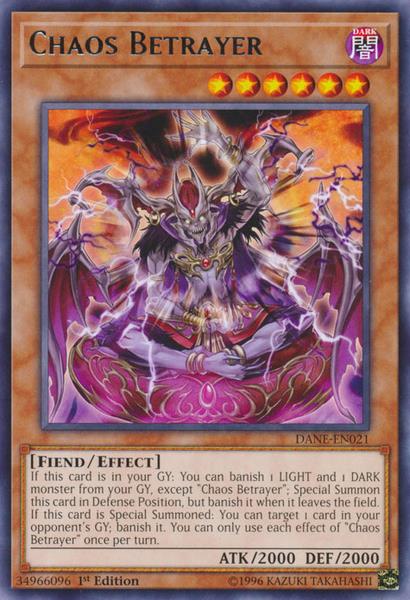 CHAOS BETRAYER
DARK
闇
DANE-EN021
[FIEND/EFFECT]
If this card is in your GY: You can banish 1 LIGHT and 1 DARK
monster from your GY, except "Chaos Betrayer"; Special Summon
this card in Defense Position, but banish it when it leaves the field.
If this card is Special Summoned: You can target 1 card in your
opponent's GY; banish it. You can only use each effect of "Chaos
Betrayer" once per turn.
ATK/2000 DEF/2000
34966096 1st Edition ©1996 KAZUKI TAKAHASHI